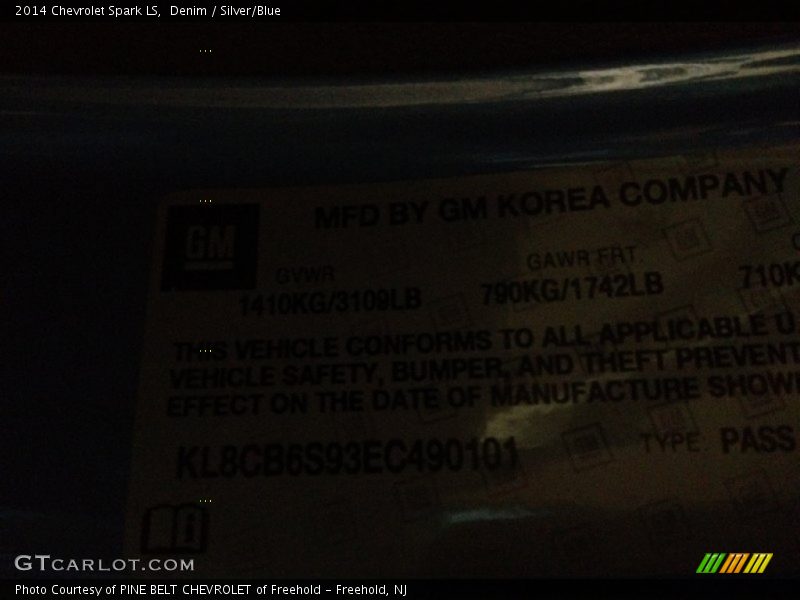 2014 Chevrolet Spark LS, Denim / Silver/Blue
MFD BY GM KOREA COMPANY
GM
GVWR GAWR FRT
1410KG/3109LB 790KG/1742LB 710K
THIS VEHICLE CONFORMS TO ALL APPLICABLE U
VEHICLE SAFETY, BUMPER, AND THEFT PREVENT
EFFECT ON THE DATE OF MANUFACTURE SHOW
KL8CB6S93EC490101 TYPE: PASS
GTCARLOT.COM
Photo Courtesy of PINE BELT CHEVROLET of Freehold - Freehold, NJ